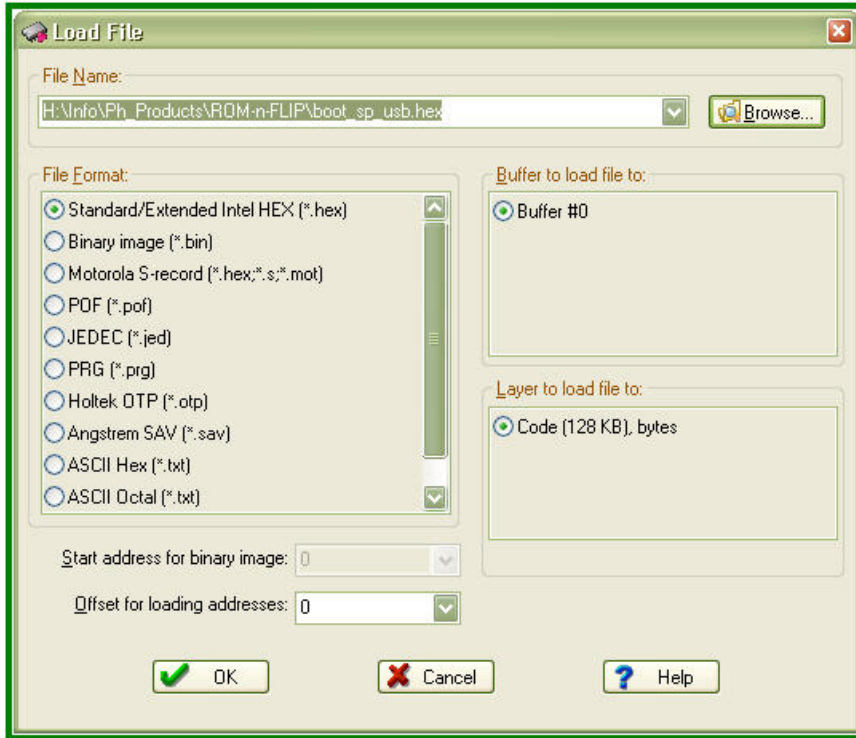 Load File
File Name:
H:\Info\Ph_Products\ROM-n-FLIP\boot_sp_usb.hex
Browse...
File Format:
Standard/Extended Intel HEX (*.hex)
Binary image (*.bin)
Motorola S-record (*.hex;*.s;*.mot)
POF (*.pof)
JEDEC (*.jed)
PRG (*.prg)
Holtek OTP (*.otp)
Angstrem SAV (*.sav)
ASCII Hex (*.txt)
ASCII Octal (*.txt)
Buffer to load file to:
Buffer #0
Layer to load file to:
Code (128 KB), bytes
Start address for binary image: 0
Offset for loading addresses: 0
OK Cancel Help